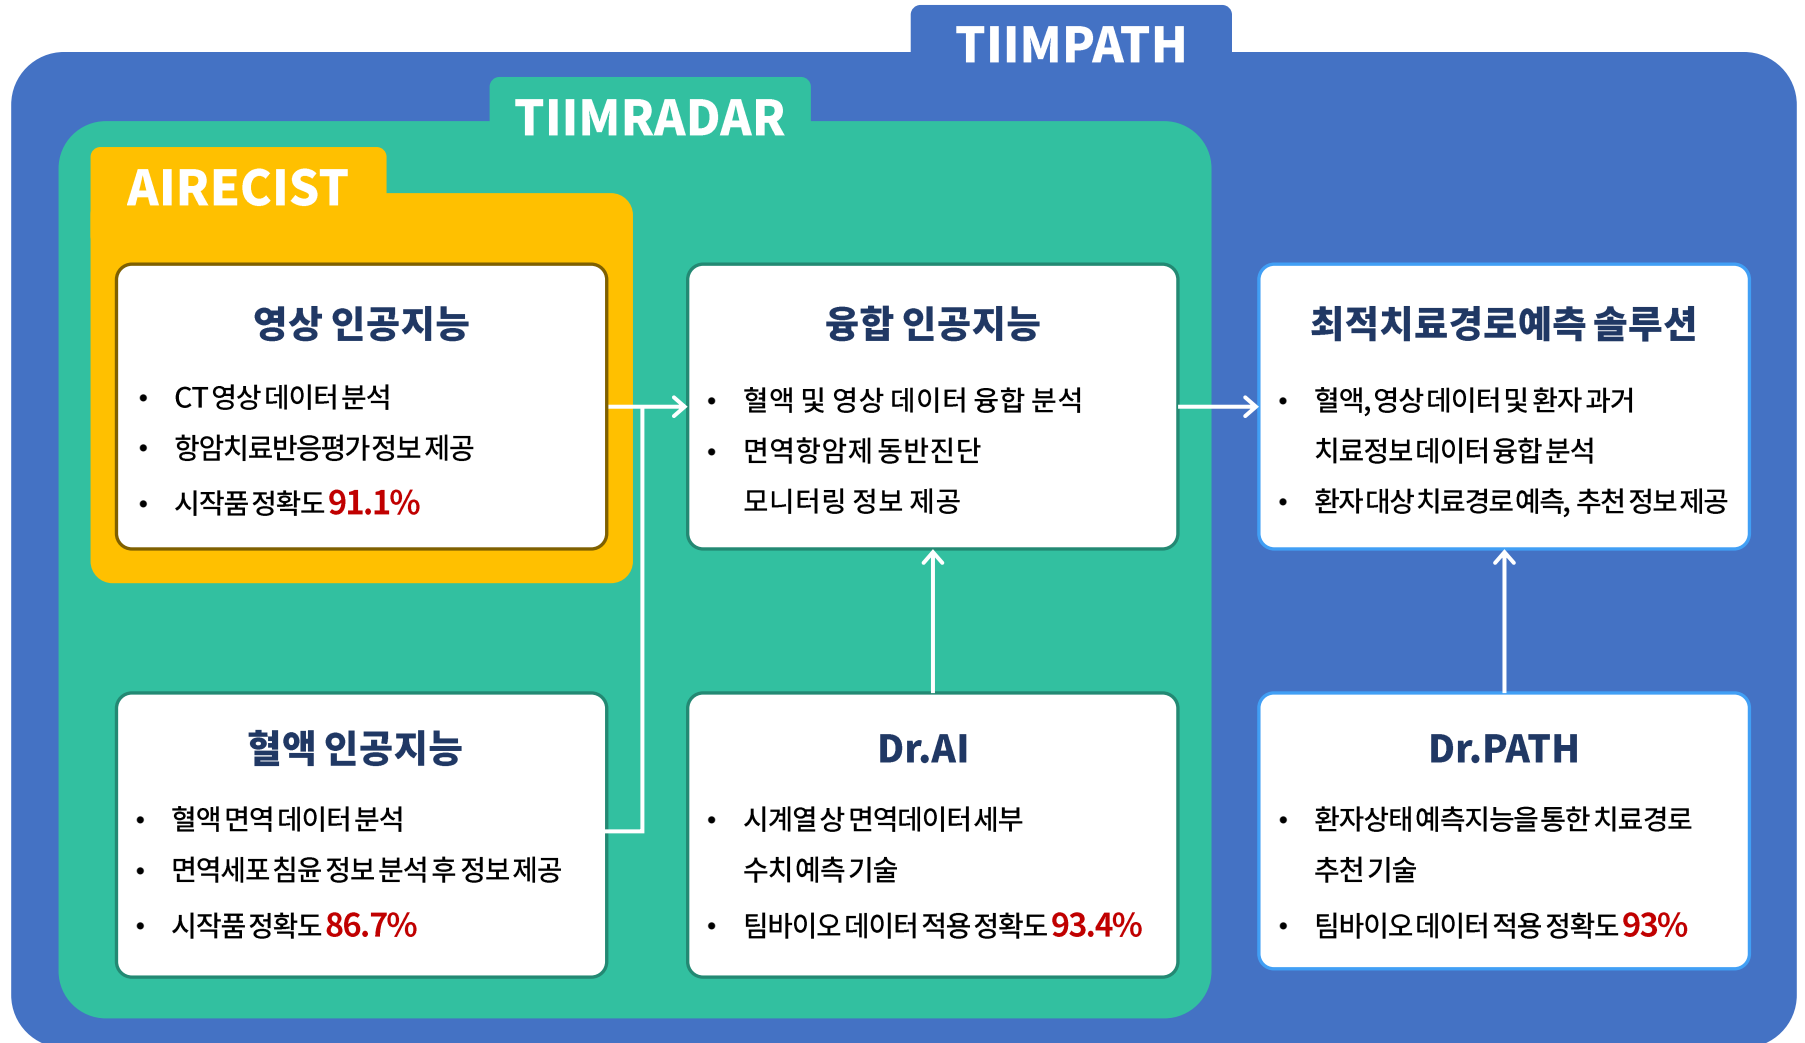 TIIMPATH
TIIMRADAR
AIRECIST
영상 인공지능
• CT 영상 데이터 분석
• 항암치료반응평가 정보 제공
• 시작품 정확도 91.1%
융합 인공지능
• 혈액 및 영상 데이터 융합 분석
• 면역항암제 동반진단
모니터링 정보 제공
최적치료경로예측 솔루션
• 혈액, 영상 데이터 및 환자 과거
치료정보 데이터 융합 분석
• 환자 대상 치료경로 예측, 추천 정보 제공
혈액 인공지능
• 혈액 면역 데이터 분석
• 면역세포 침윤 정보 분석 후 정보 제공
• 시작품 정확도 86.7%
Dr.AI
• 시계열 상 면역데이터 세부
수치 예측 기술
• 팀바이오 데이터 적용 정확도 93.4%
Dr.PATH
• 환자상태 예측지능을 통한 치료경로
추천 기술
• 팀바이오 데이터 적용 정확도 93%